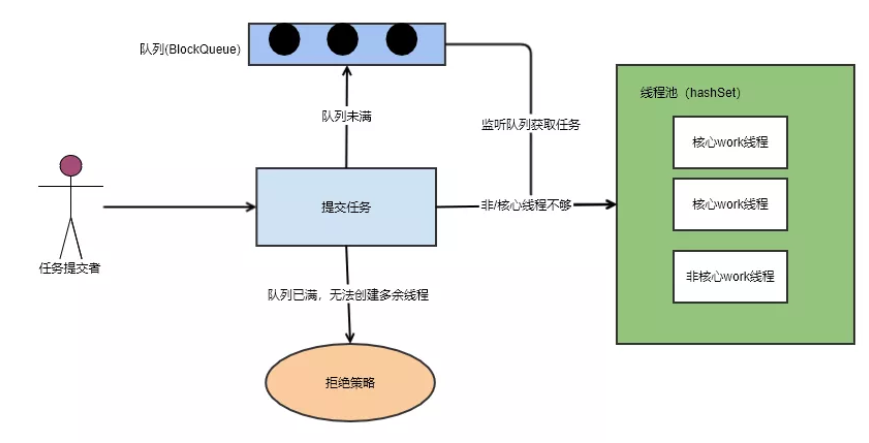 队列(BlockQueue)
队列未满
监听队列获取任务
线程池（hashSet）
核心work线程
核心work线程
非核心work线程
提交任务
非/核心线程不够
任务提交者
队列已满，无法创建多余线程
拒绝策略